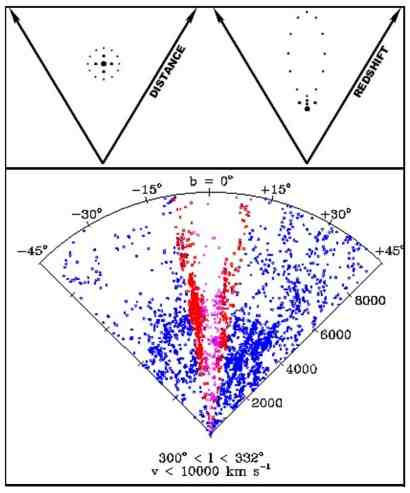 DISTANCE
REDSHIFT
b = 0°
-15°
+15°
-30°
+30°
-45°
+45°
8000
6000
4000
2000
300° < l < 332°
v < 10000 km s⁻¹